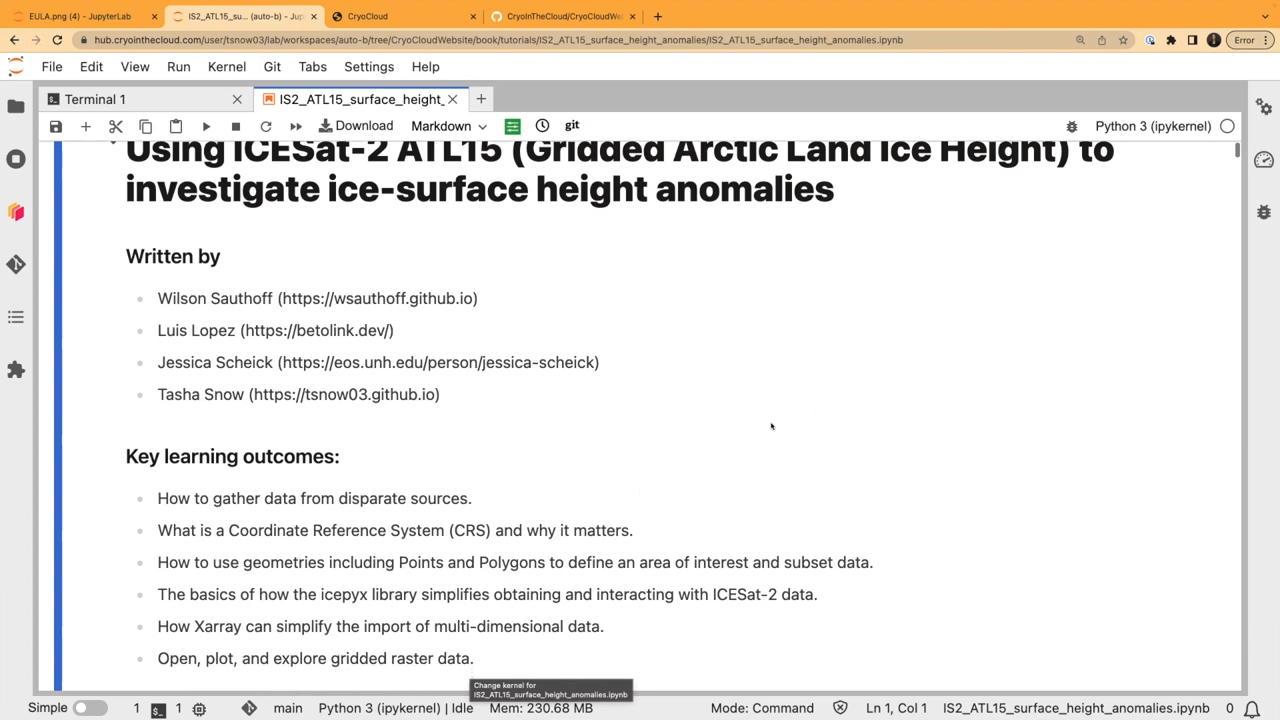 EULA.png (4) - JupyterLab
IS2_ATL15_su... (auto-b) - Jup
CryoCloud
CryoInTheCloud/CryoCloudWe
hub.cryointhecloud.com/user/tsnow03/lab/workspaces/auto-b/tree/CryoCloudWebsite/book/tutorials/IS2_ATL15_surface_height_anomalies/IS2_ATL15_surface_height_anomalies.ipynb
Error
File Edit View Run Kernel Git Tabs Settings Help
Terminal 1
IS2_ATL15_surface_height_
Download
Markdown
git
Python 3 (ipykernel)
Using ICESat-2 ATL15 (Gridded Arctic Land Ice Height) to
investigate ice-surface height anomalies
Written by
Wilson Sauthoff (https://wsauthoff.github.io)
Luis Lopez (https://betolink.dev/)
Jessica Scheick (https://eos.unh.edu/person/jessica-scheick)
Tasha Snow (https://tsnow03.github.io)
Key learning outcomes:
How to gather data from disparate sources.
What is a Coordinate Reference System (CRS) and why it matters.
How to use geometries including Points and Polygons to define an area of interest and subset data.
The basics of how the icepyx library simplifies obtaining and interacting with ICESat-2 data.
How Xarray can simplify the import of multi-dimensional data.
Open, plot, and explore gridded raster data.
Change kernel for
IS2_ATL15_surface_height_anomalies.ipynb
Simple 1 1 main Python 3 (ipykernel) | Idle Mem: 230.68 MB Mode: Command Ln 1, Col 1 IS2_ATL15_surface_height_anomalies.ipynb 0